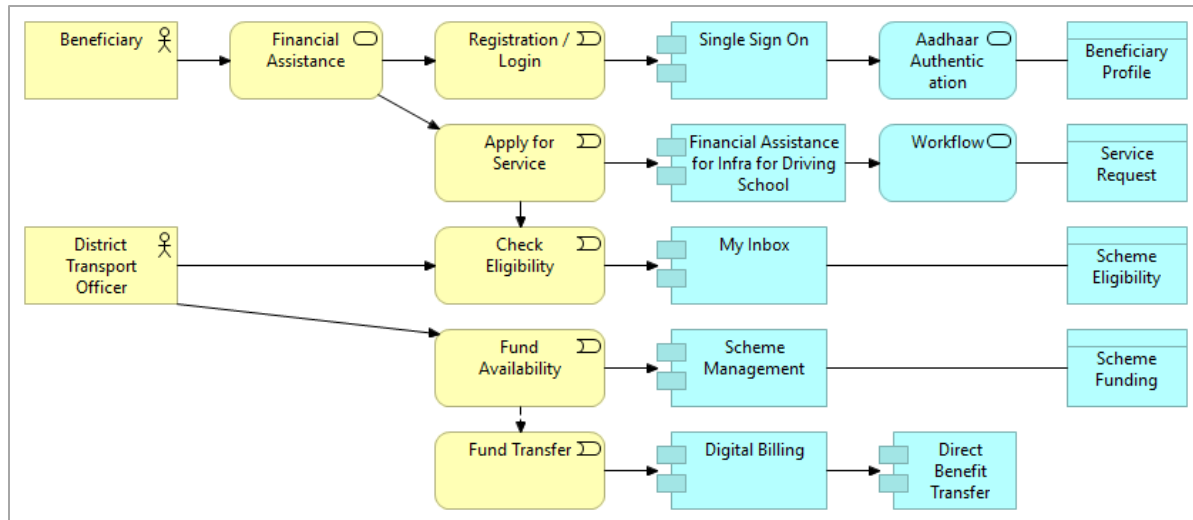 Beneficiary
Financial
Assistance
Registration /
Login
Single Sign On
Aadhaar
Authentic
ation
Beneficiary
Profile
Apply for
Service
Financial Assistance
for Infra for Driving
School
Workflow
Service
Request
District
Transport
Officer
Check
Eligibility
My Inbox
Scheme
Eligibility
Fund
Availability
Scheme
Management
Scheme
Funding
Fund Transfer
Digital Billing
Direct
Benefit
Transfer